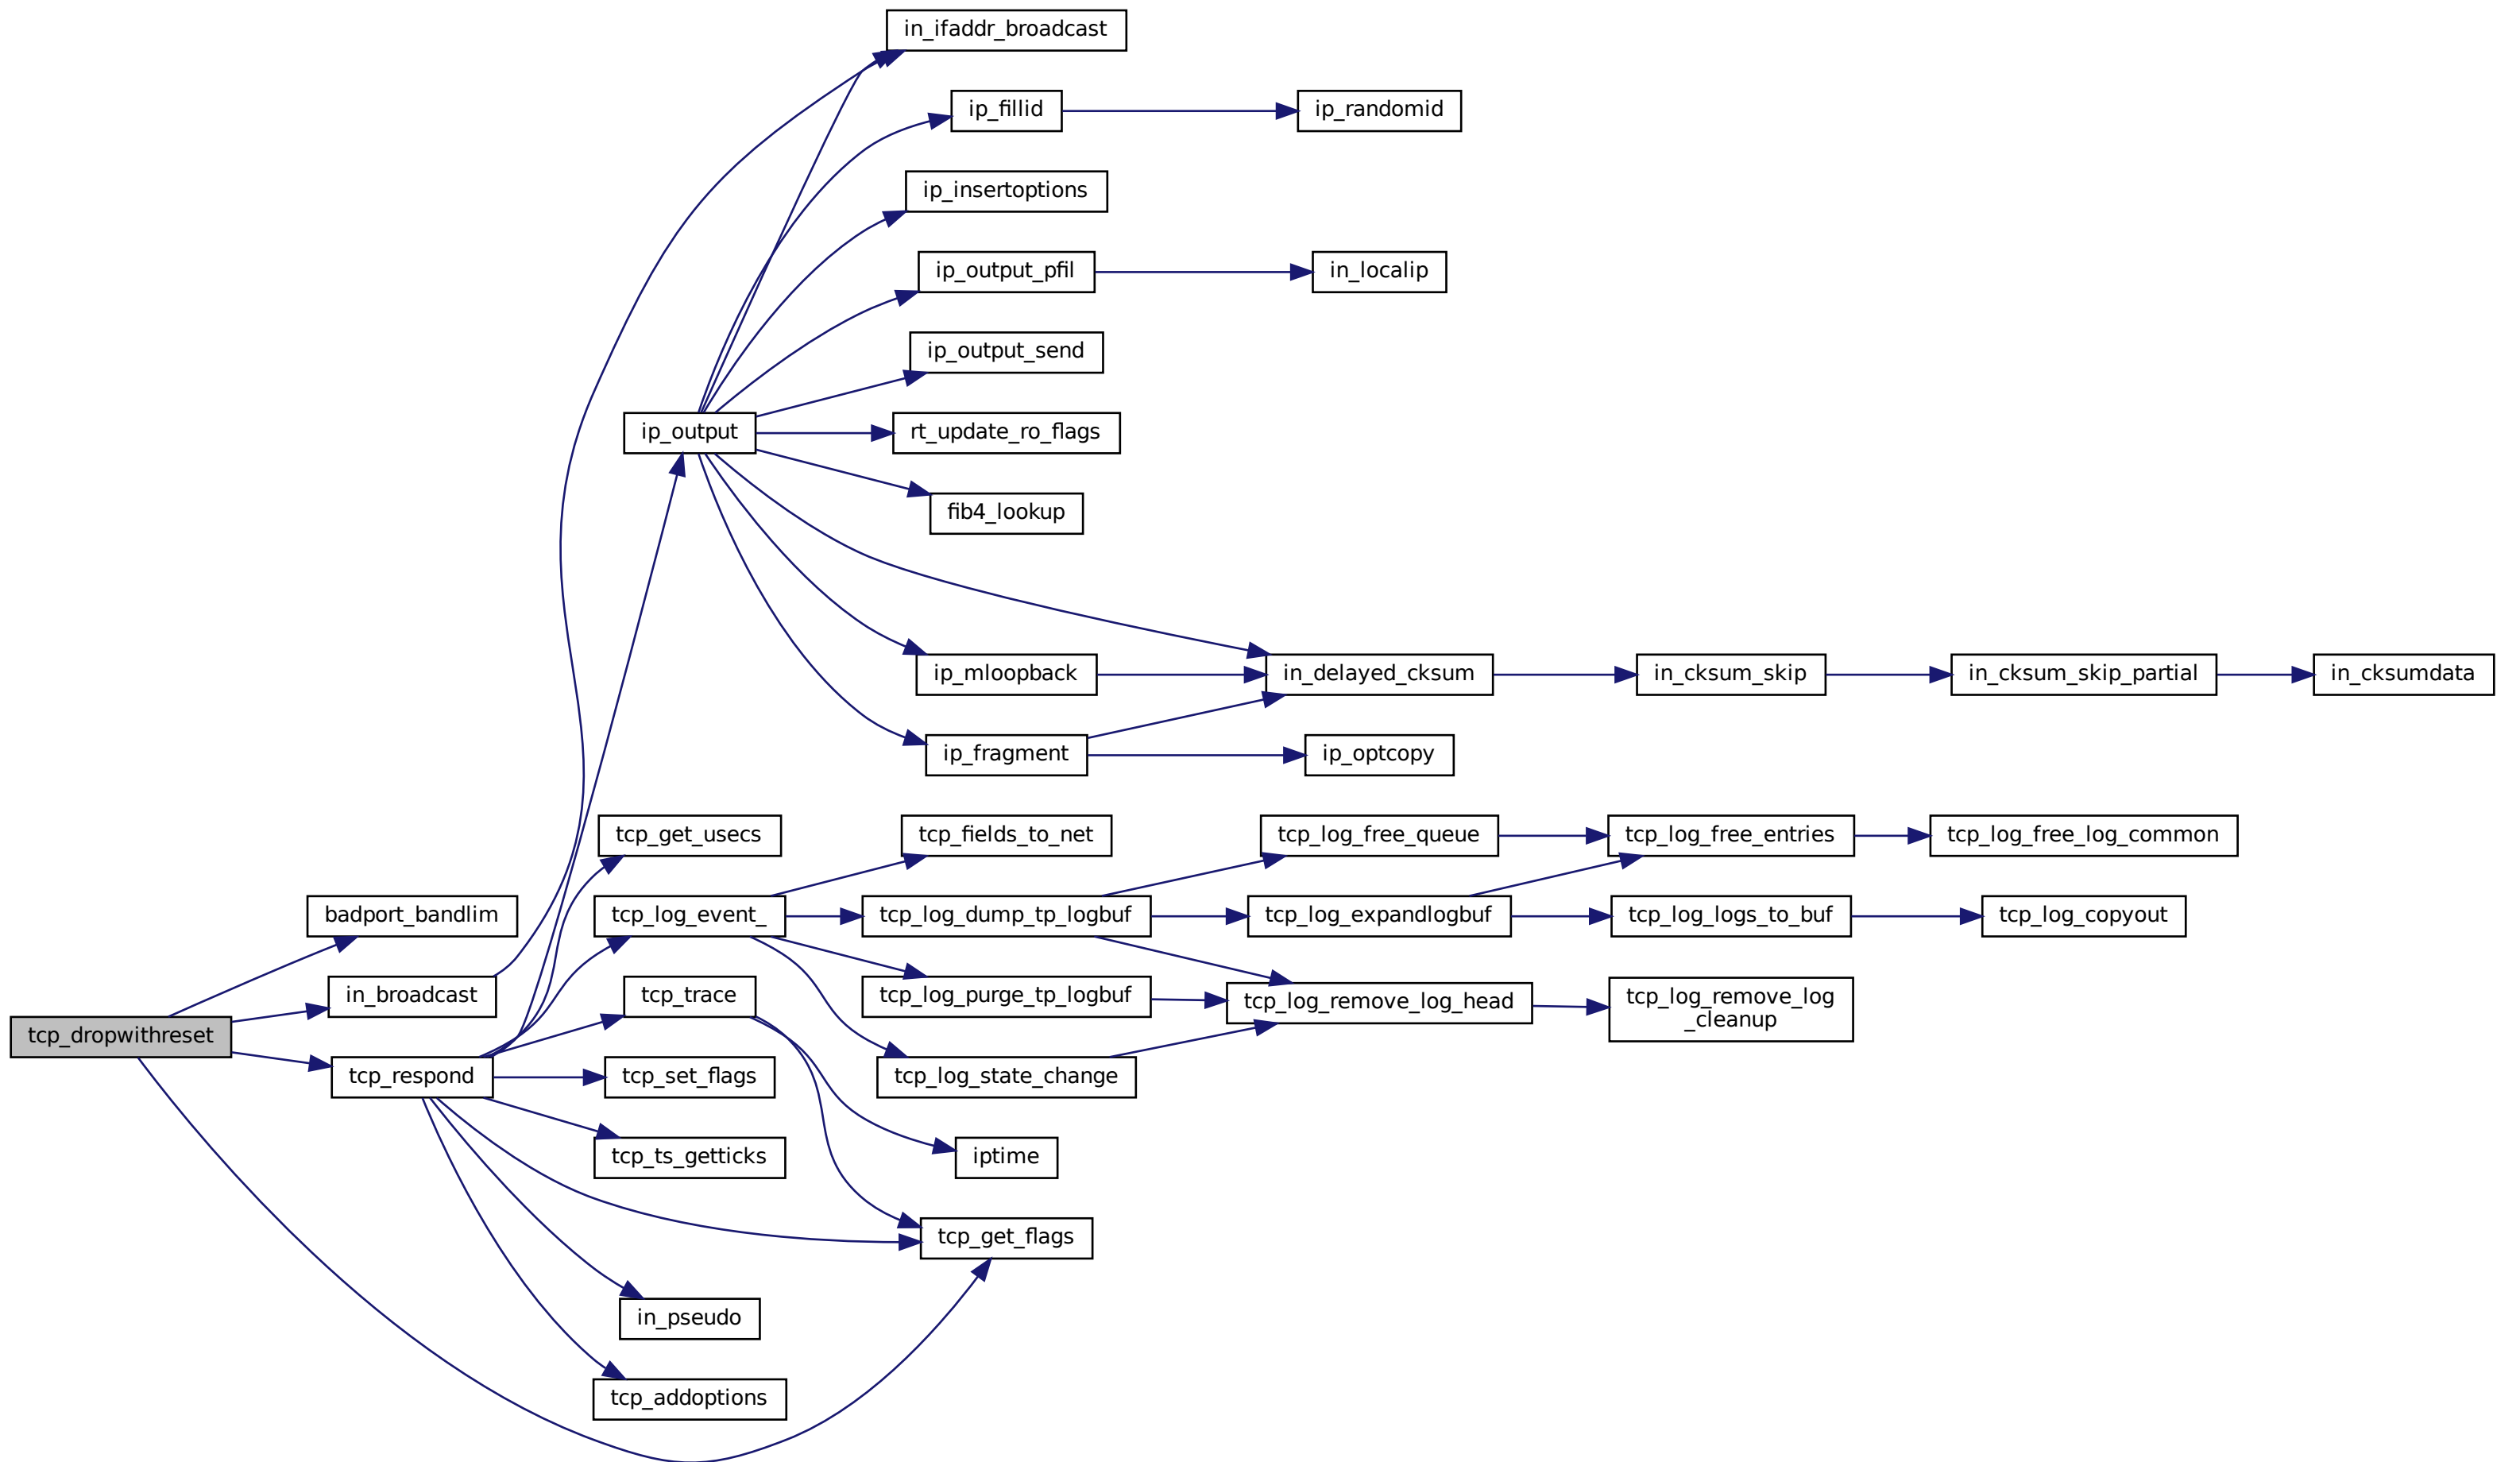 in_ifaddr_broadcast
ip_fillid
ip_randomid
ip_insertoptions
ip_output_pfil
in_localip
ip_output_send
ip_output
rt_update_ro_flags
fib4_lookup
ip_mloopback
in_delayed_cksum
in_cksum_skip
in_cksum_skip_partial
in_cksumdata
ip_fragment
ip_optcopy
tcp_get_usecs
tcp_fields_to_net
tcp_log_free_queue
tcp_log_free_entries
tcp_log_free_log_common
badport_bandlim
tcp_log_event_
tcp_log_dump_tp_logbuf
tcp_log_expandlogbuf
tcp_log_logs_to_buf
tcp_log_copyout
in_broadcast
tcp_trace
tcp_log_purge_tp_logbuf
tcp_log_remove_log_head
tcp_log_remove_log
_cleanup
tcp_dropwithreset
tcp_respond
tcp_set_flags
tcp_log_state_change
tcp_ts_getticks
iptime
tcp_get_flags
in_pseudo
tcp_addoptions